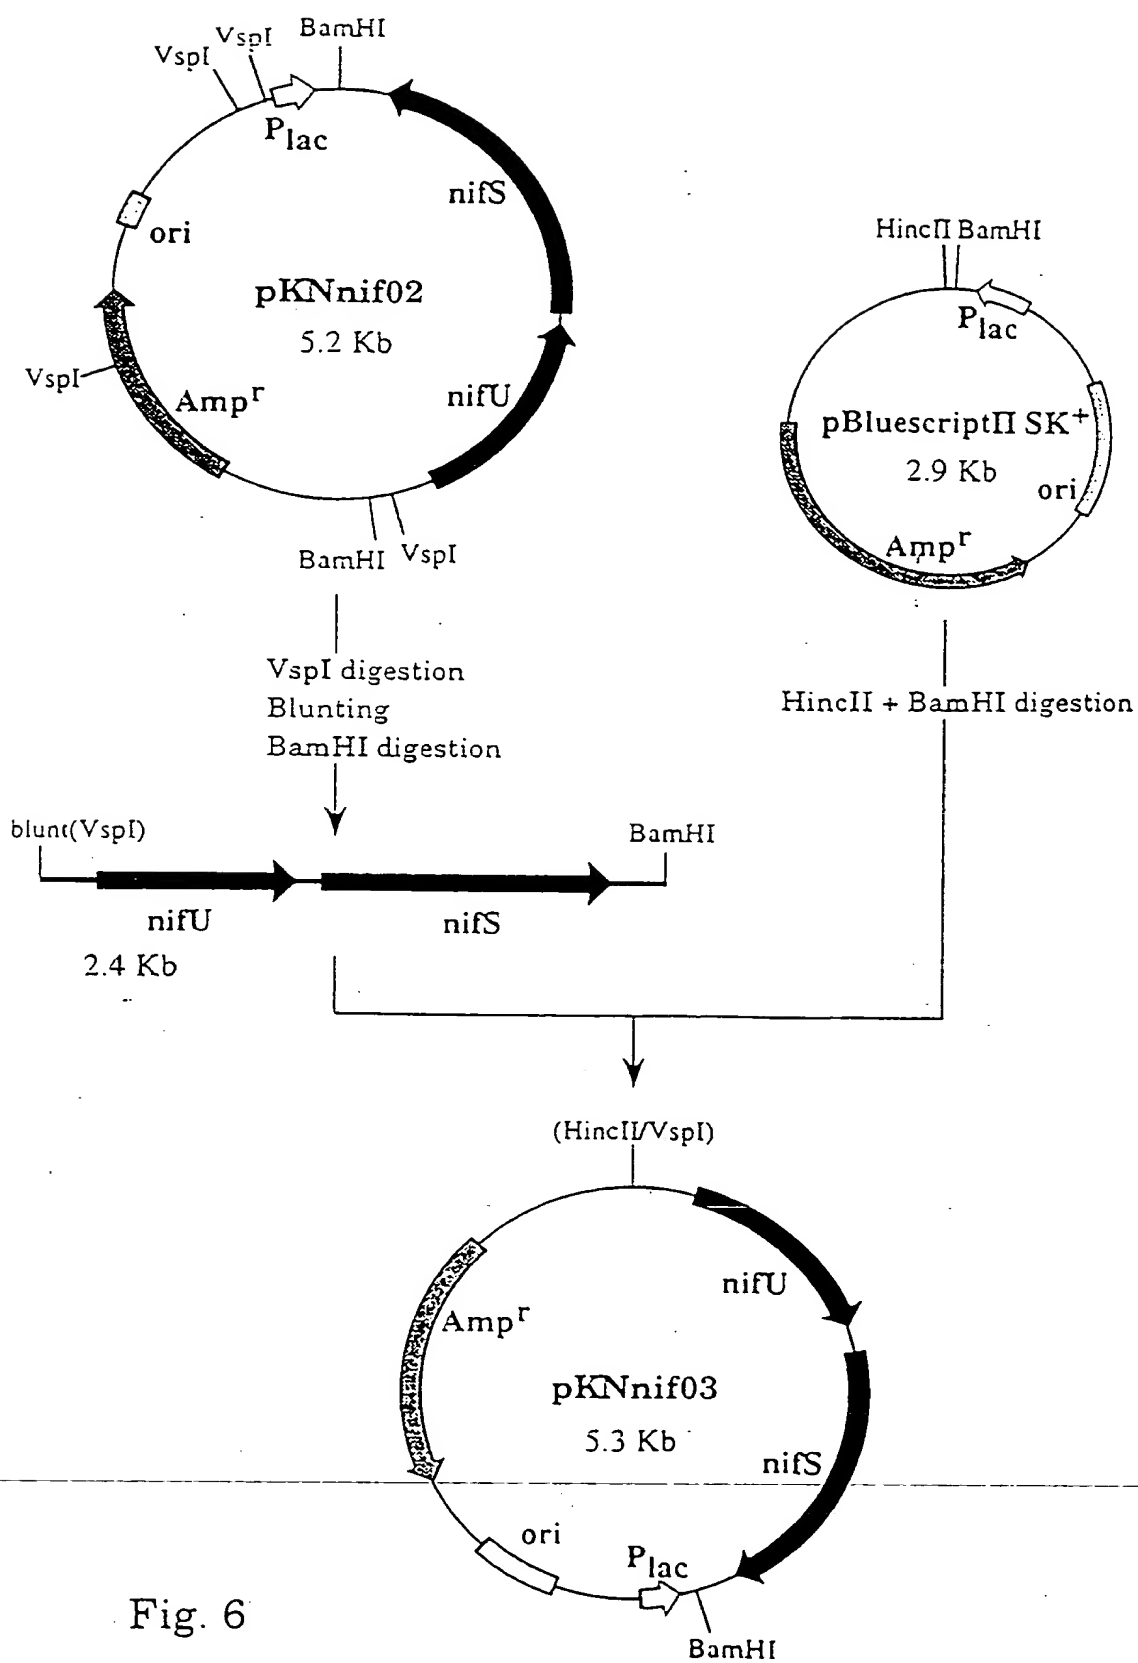 VspI
VspI
BamHI
Plac
nifS
ori
pKNnif02
5.2 Kb
VspI
Ampr
nifU
BamHI
VspI
HincII BamHI
Plac
pBluescriptII SK+
2.9 Kb
ori
Ampr
VspI digestion
Blunting
BamHI digestion
HincII + BamHI digestion
blunt(VspI)
BamHI
nifU
nifS
2.4 Kb
(HincII/VspI)
nifU
Ampr
pKNnif03
5.3 Kb
nifS
ori
Plac
BamHI
Fig. 6